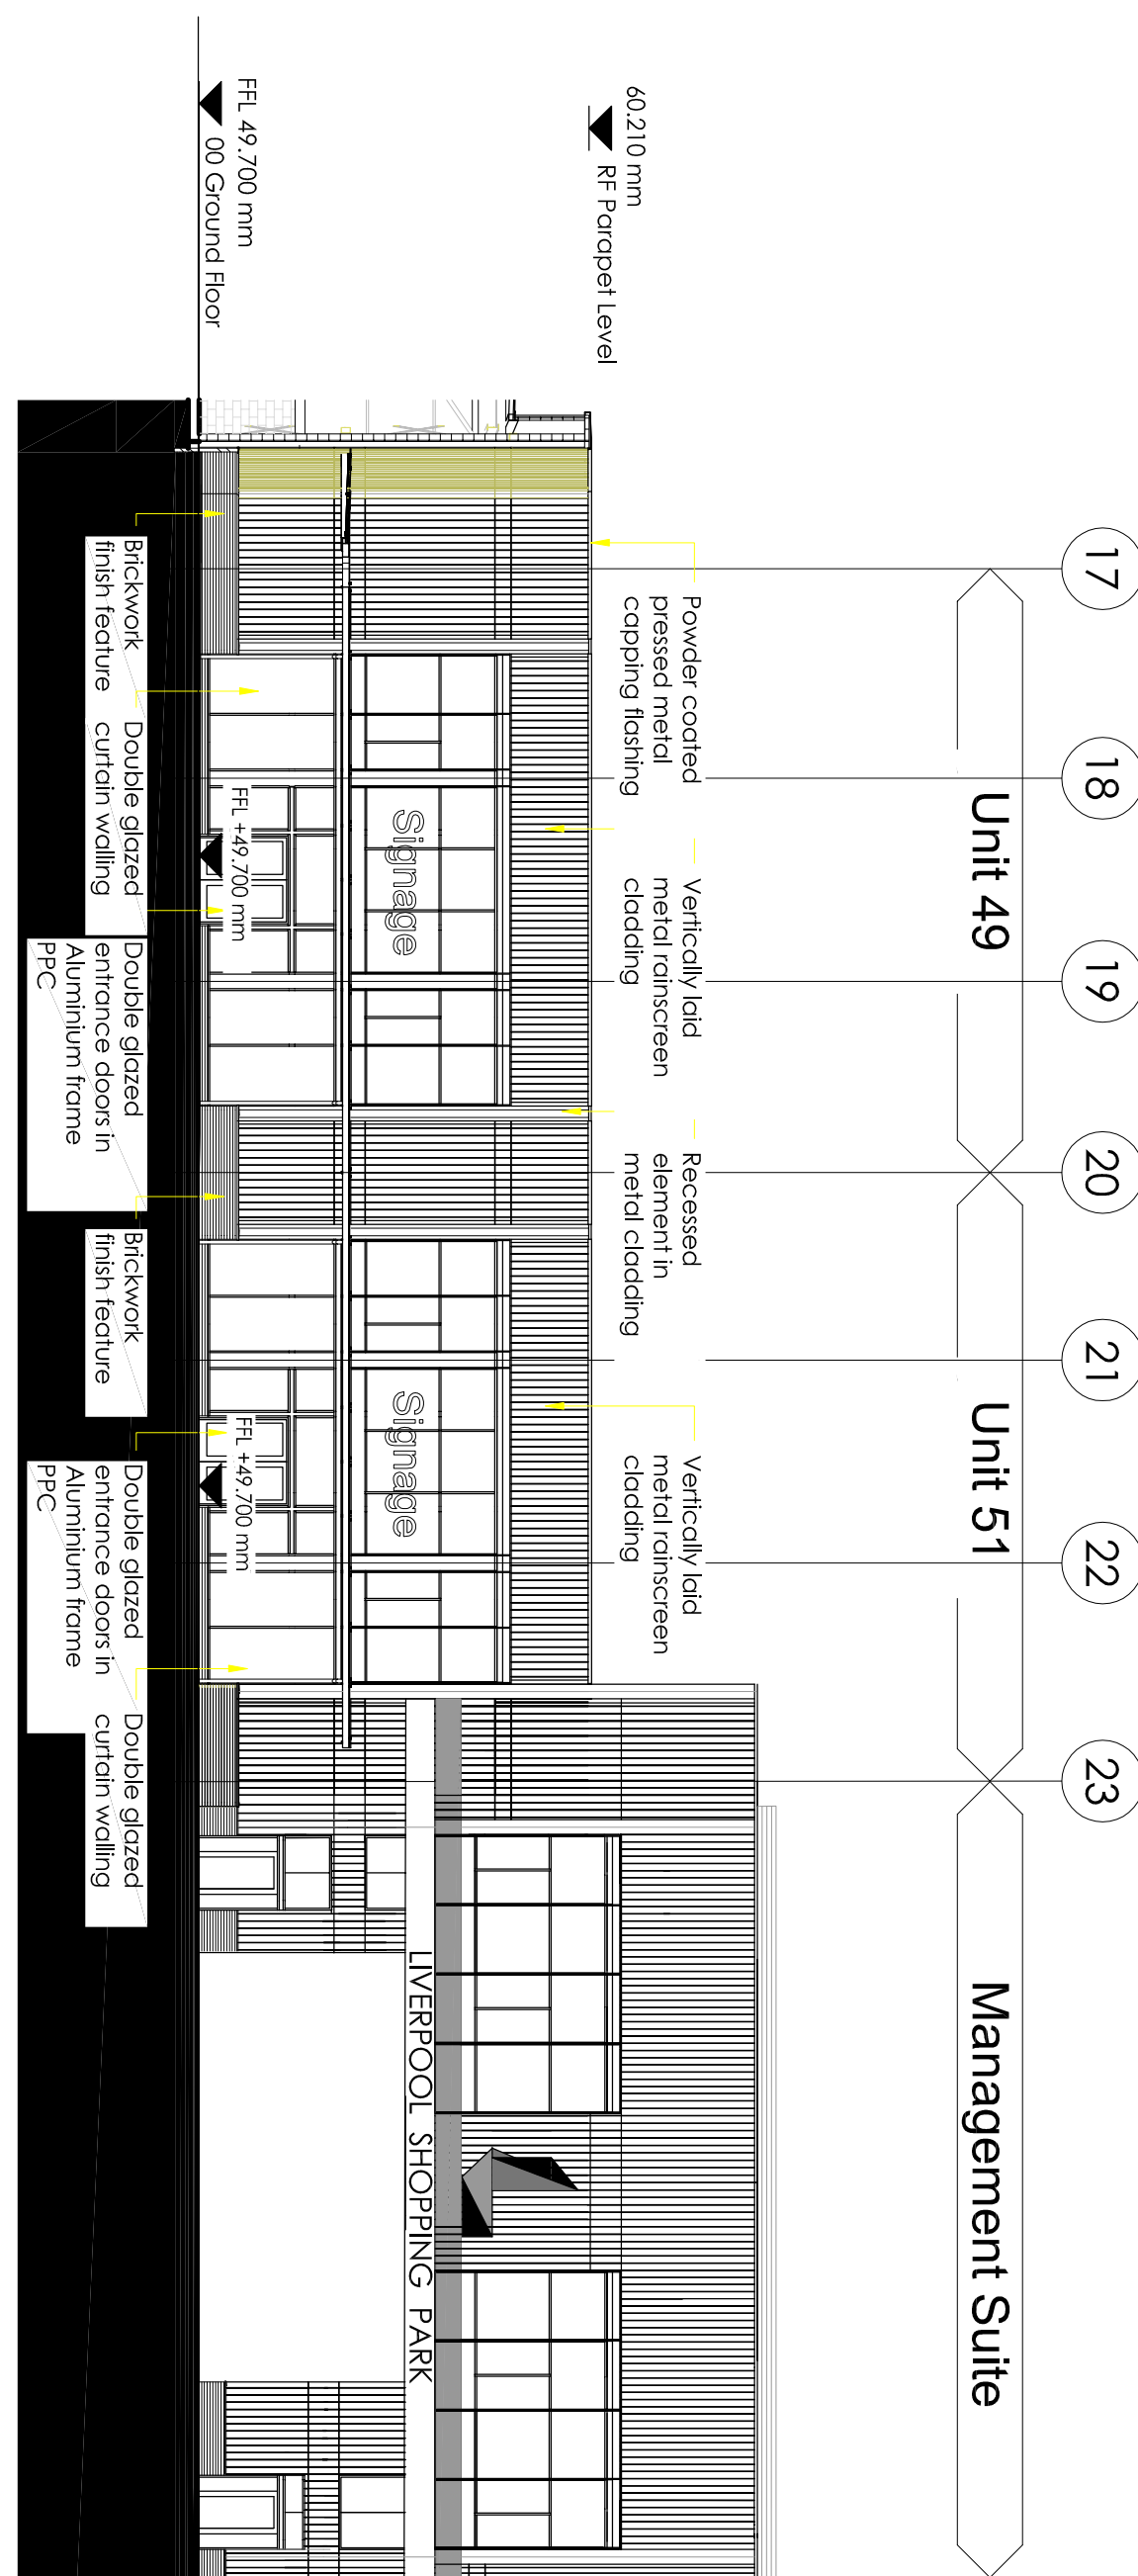 17
18
19
20
21
22
23
Unit 49
Unit 51
Management Suite
60.210 mm
RF Parapet Level
Powder coated
pressed metal
capping flashing
Vertically laid
metal rainscreen
cladding
Recessed
element in
metal cladding
Vertically laid
metal rainscreen
cladding
Signage
Signage
LIVERPOOL SHOPPING PARK
FFL 49.700 mm
00 Ground Floor
FFL +49.700 mm
FFL +49.700 mm
Brickwork
finish feature
Double glazed
curtain walling
Double glazed
entrance doors in
Aluminium frame
PPC
Brickwork
finish feature
Double glazed
entrance doors in
Aluminium frame
PPC
Double glazed
curtain walling